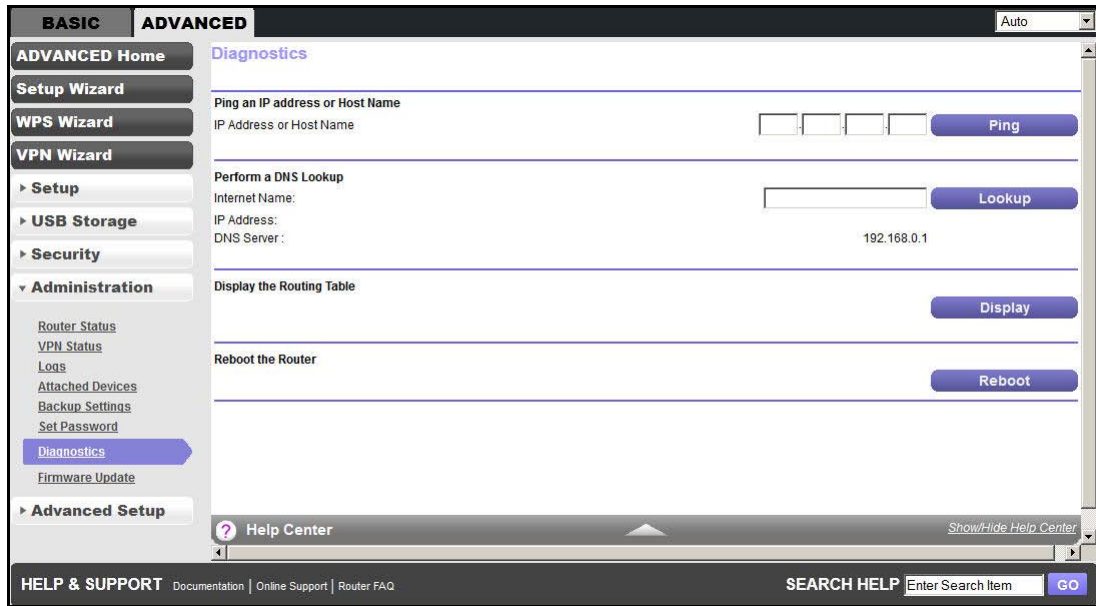 BASIC ADVANCED Auto
ADVANCED Home
Setup Wizard
WPS Wizard
VPN Wizard
Setup
USB Storage
Security
Administration
Router Status
VPN Status
Logs
Attached Devices
Backup Settings
Set Password
Diagnostics
Firmware Update
Advanced Setup
Diagnostics
Ping an IP address or Host Name
IP Address or Host Name . . . Ping
Perform a DNS Lookup
Internet Name: Lookup
IP Address:
DNS Server : 192.168.0.1
Display the Routing Table
Display
Reboot the Router
Reboot
? Help Center Show/Hide Help Center
HELP & SUPPORT Documentation | Online Support | Router FAQ SEARCH HELP Enter Search Item GO